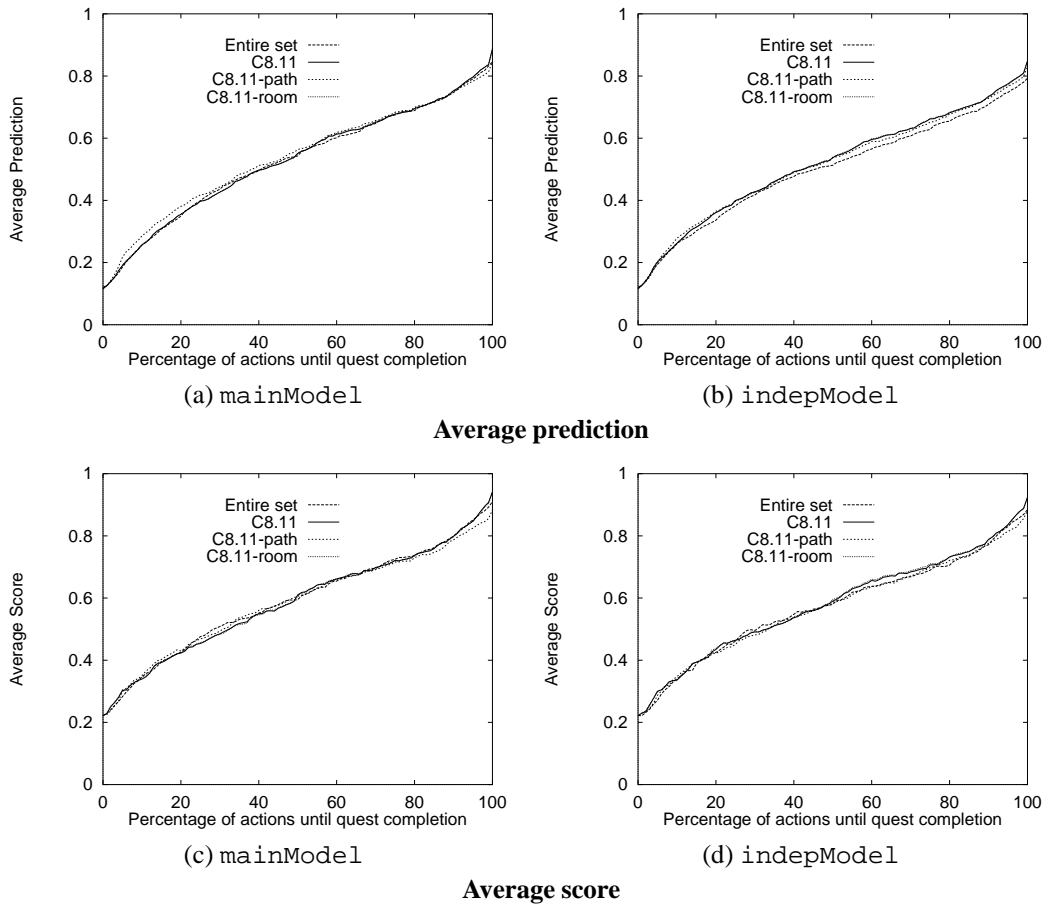 1
0.8
0.6
0.4
0.2
0
Average Prediction
Entire set
C8.11
C8.11-path
C8.11-room
0 20 40 60 80 100
Percentage of actions until quest completion
(a) mainModel
1
0.8
0.6
0.4
0.2
0
Average Prediction
Entire set
C8.11
C8.11-path
C8.11-room
0 20 40 60 80 100
Percentage of actions until quest completion
(b) indepModel
Average prediction
1
0.8
0.6
0.4
0.2
0
Average Score
Entire set
C8.11
C8.11-path
C8.11-room
0 20 40 60 80 100
Percentage of actions until quest completion
(c) mainModel
1
0.8
0.6
0.4
0.2
0
Average Score
Entire set
C8.11
C8.11-path
C8.11-room
0 20 40 60 80 100
Percentage of actions until quest completion
(d) indepModel
Average score